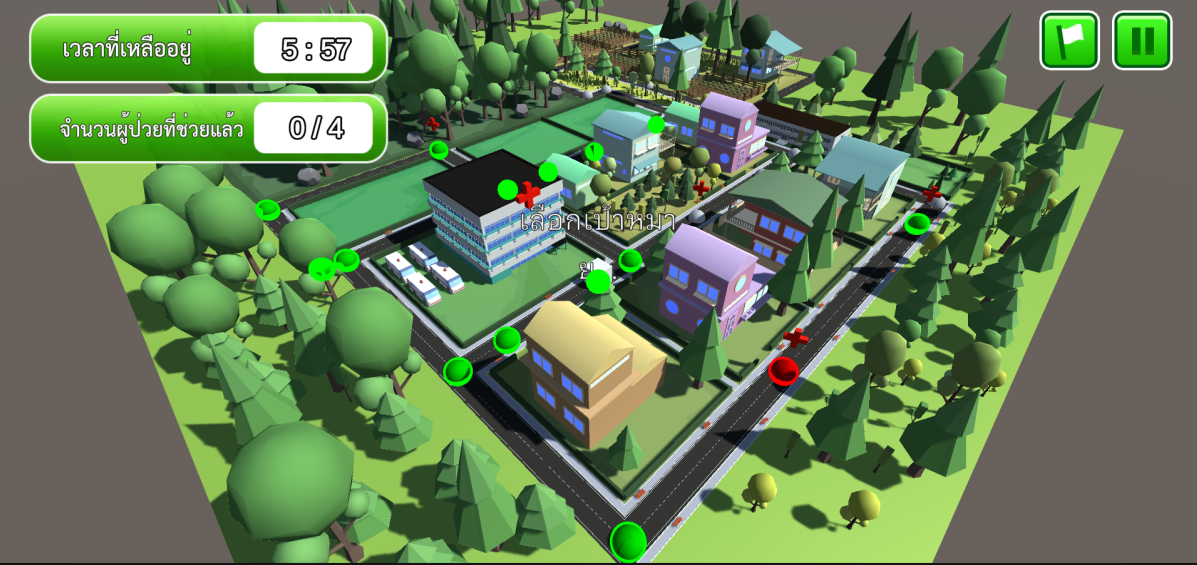 เวลาที่เหลืออยู่
5 : 57
จำนวนผู้ป่วยที่ช่วยแล้ว
0 / 4
เลือกเป้าหมา